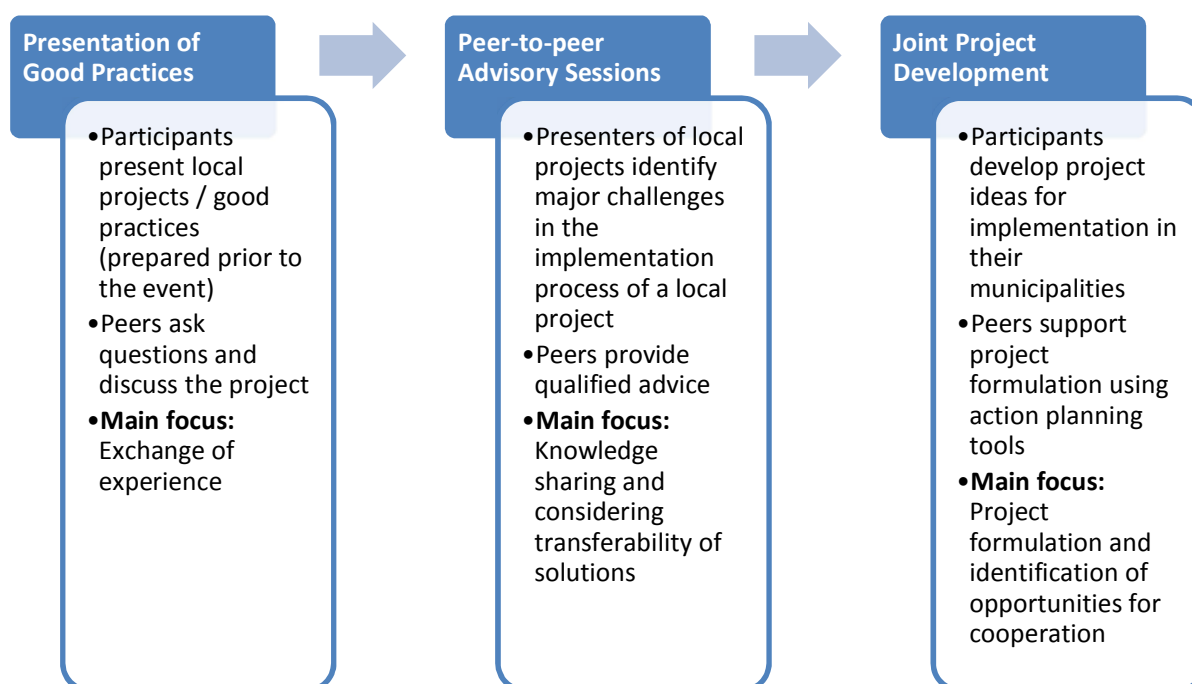 Presentation of
Good Practices
•Participants
present local
projects / good
practices
(prepared prior to
the event)
•Peers ask
questions and
discuss the project
•Main focus:
Exchange of
experience
Peer-to-peer
Advisory Sessions
•Presenters of local
projects identify
major challenges
in the
implementation
process of a local
project
•Peers provide
qualified advice
•Main focus:
Knowledge
sharing and
considering
transferability of
solutions
Joint Project
Development
•Participants
develop project
ideas for
implementation in
their
municipalities
•Peers support
project
formulation using
action planning
tools
•Main focus:
Project
formulation and
identification of
opportunities for
cooperation